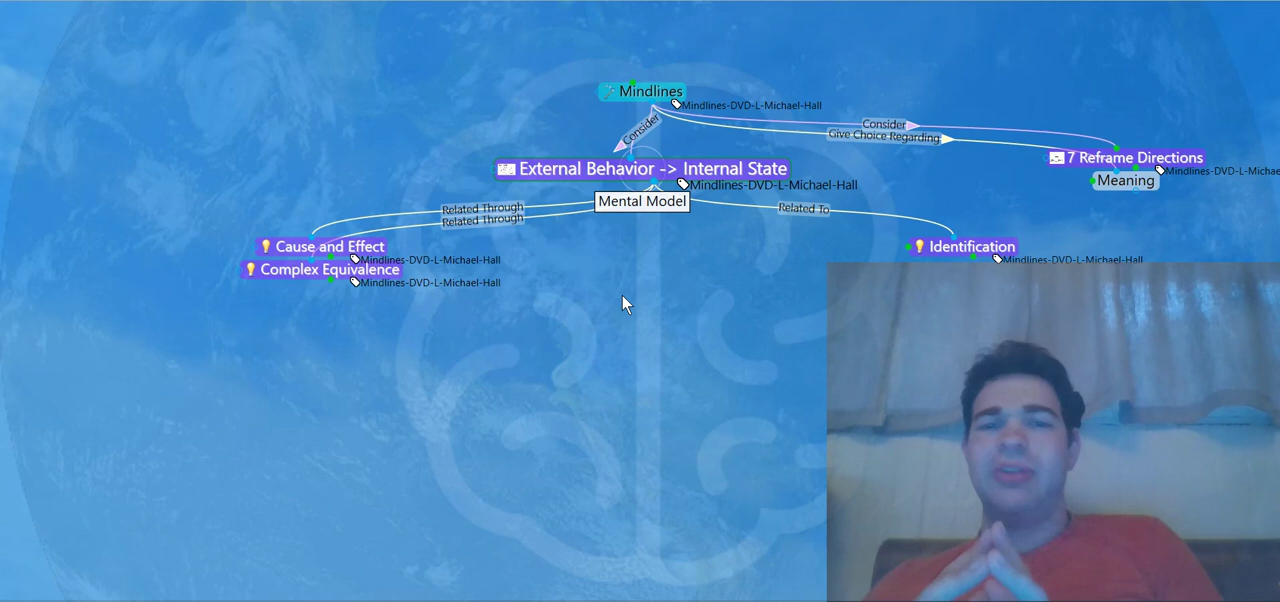 Mindlines
Mindlines-DVD-L-Michael-Hall
Consider
Consider
Give Choice Regarding
External Behavior -> Internal State
Mindlines-DVD-L-Michael-Hall
7 Reframe Directions
Mindlines-DVD-L-Michael-Halle
Meaning
Mental Model
Related Through
Related Through
Related To
Cause and Effect
Mindlines-DVD-L-Michael-Hall
Complex Equivalence
Mindlines-DVD-L-Michael-Hall
Identification
Mindlines-DVD-L-Michael-Hall